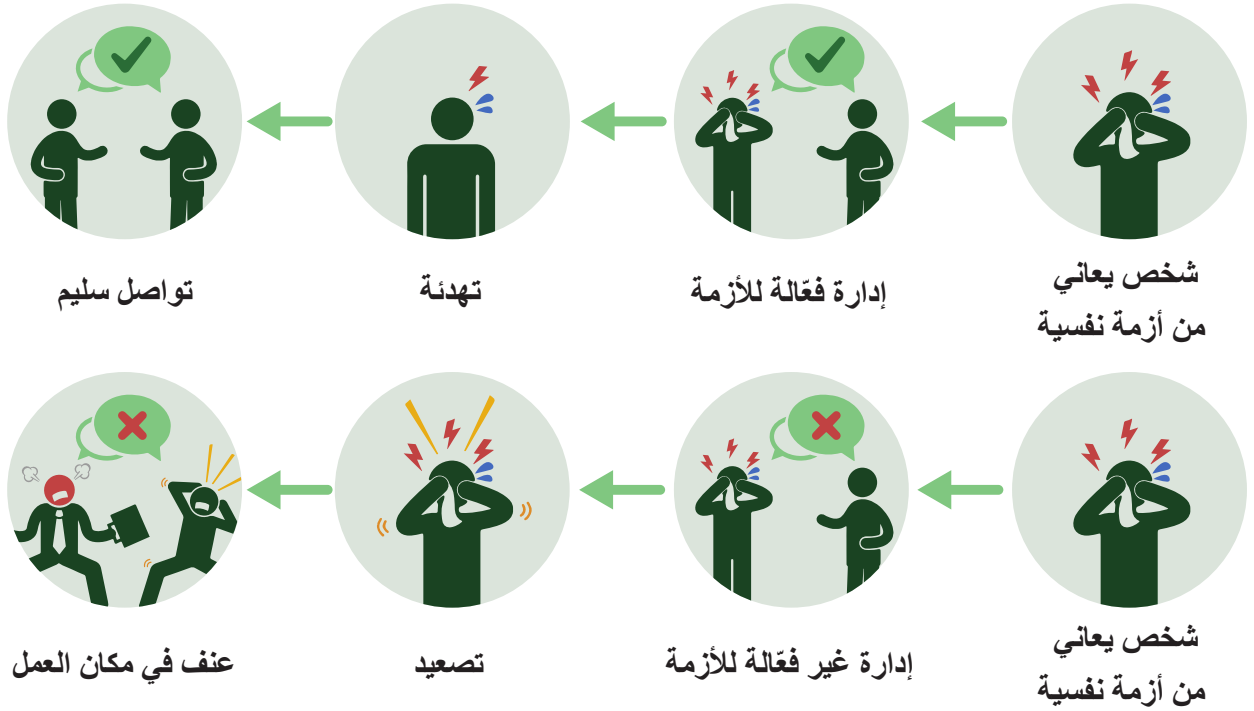 شخص يعاني
من أزمة نفسية
إدارة فعّالة للأزمة
تهدئة
تواصل سليم
شخص يعاني
من أزمة نفسية
إدارة غير فعّالة للأزمة
تصعيد
عنف في مكان العمل